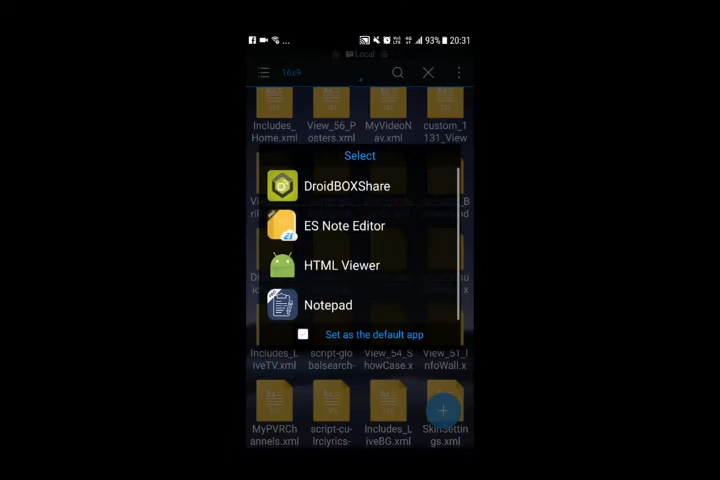 93% 20:31
Local
16x9
Includes_ View_56_P MyVideoN custom_1
Home.xml osters.xml av.xml 131_View
Select
DroidBOXShare
ES Note Editor
HTML Viewer
Notepad
Set as the default app
Includes_L script-glo View_54_S View_51_I
iveTV.xml balsearch- howCase.x nfoWall.x
MyPVRCh script-cu- Includes_L SkinSettin
annels.xml lrclyrics- iveBG.xml gs.xml